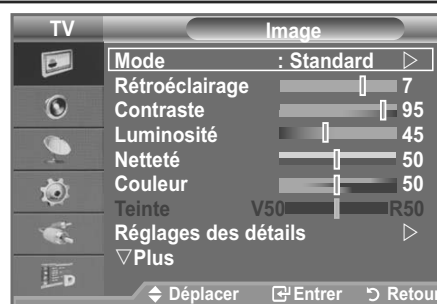 TV Image
Mode : Standard ▷
Rétroéclairage 7
Contraste 95
Luminosité 45
Netteté 50
Couleur 50
Teinte V50 R50
Réglages des détails ▷
▽Plus
Déplacer Entrer Retour